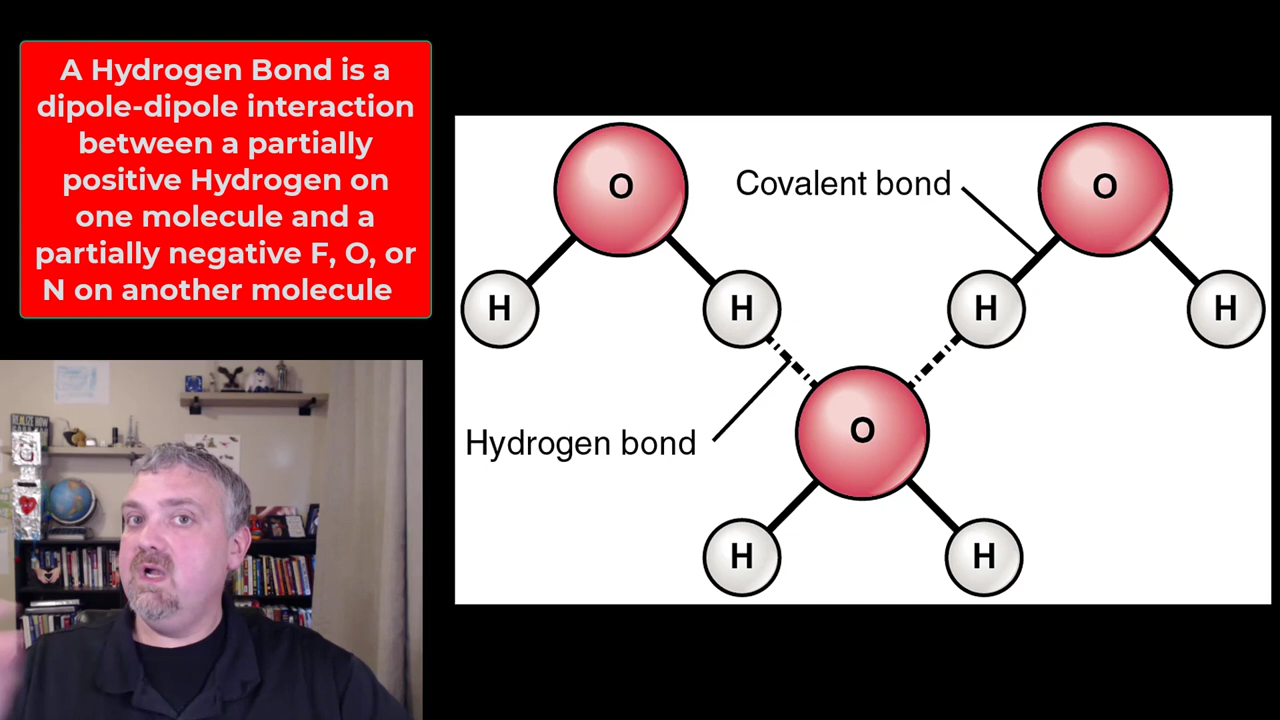 A Hydrogen Bond is a
dipole-dipole interaction
between a partially
positive Hydrogen on
one molecule and a
partially negative F, O, or
N on another molecule
O
Covalent bond
O
H
H
H
H
Hydrogen bond
O
H
H